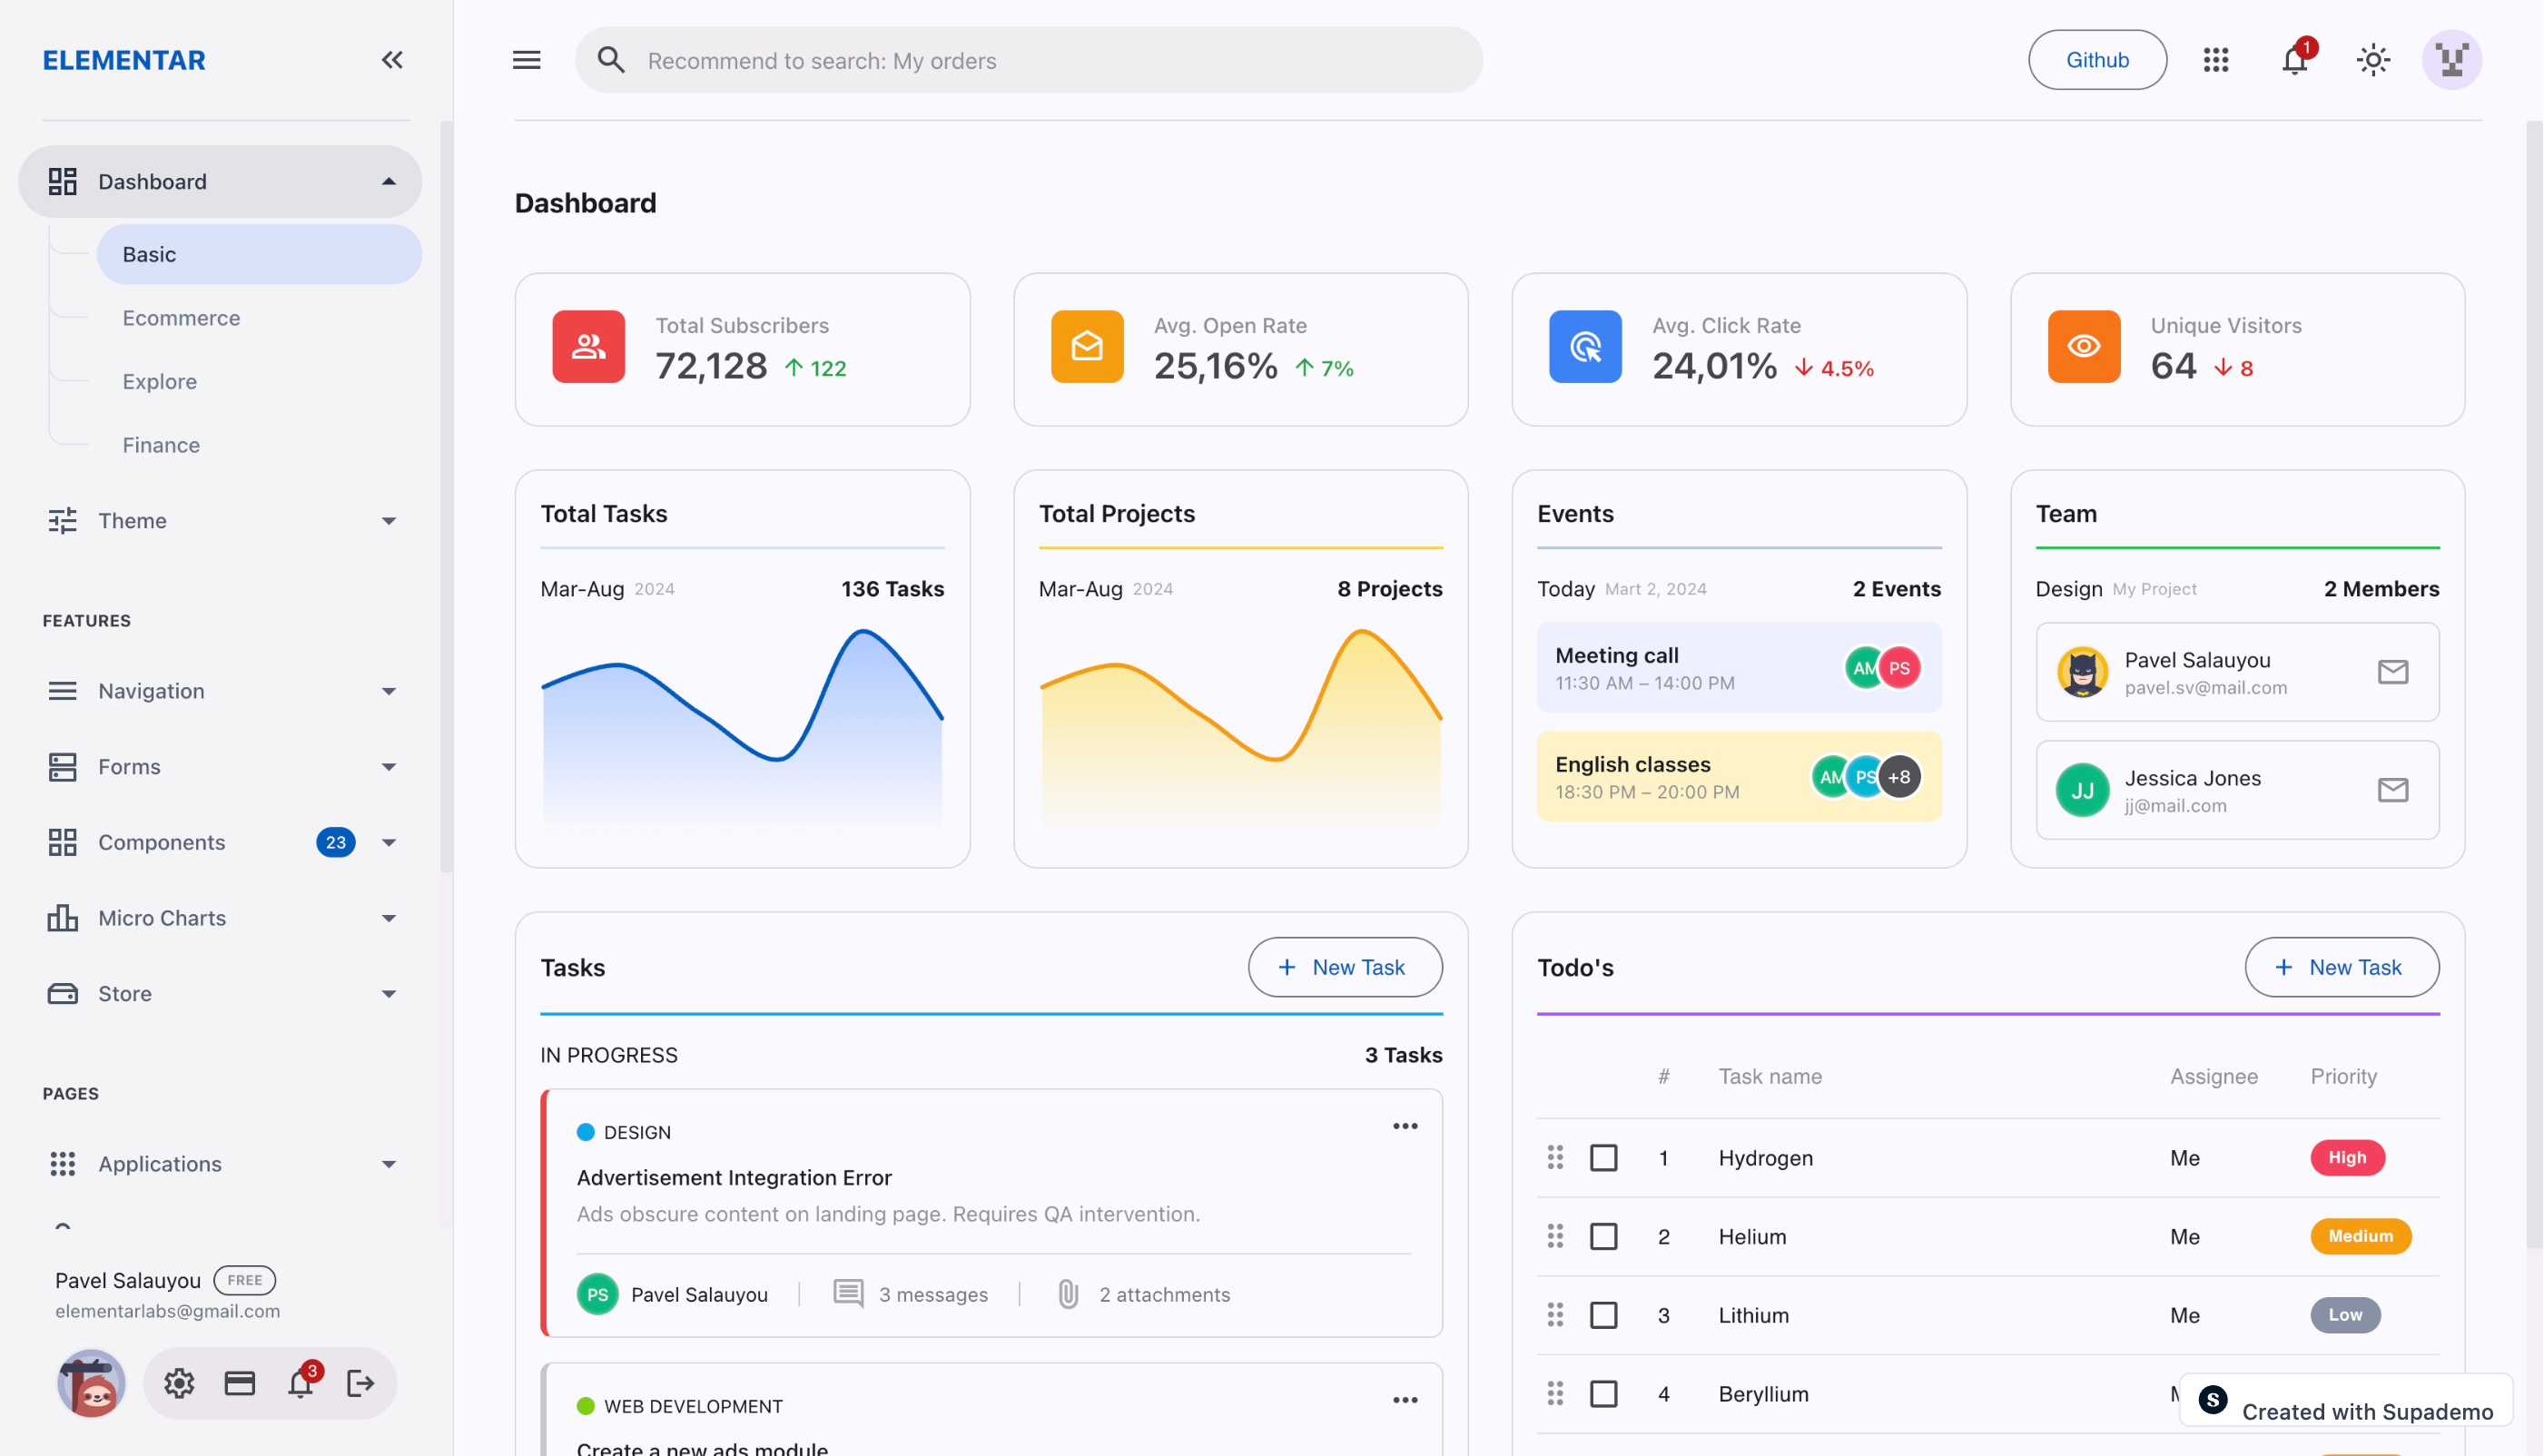 ELEMENTAR
Recommend to search: My orders
Github
1
Dashboard
Basic
Ecommerce
Explore
Finance
Theme
FEATURES
Navigation
Forms
Components 23
Micro Charts
Store
PAGES
Applications
Pavel Salauyou FREE
elementarlabs@gmail.com
3
Dashboard
Total Subscribers
72,128 122
Avg. Open Rate
25,16% 7%
Avg. Click Rate
24,01% 4.5%
Unique Visitors
64 8
Total Tasks
Mar-Aug 2024 136 Tasks
Total Projects
Mar-Aug 2024 8 Projects
Events
Today Mart 2, 2024 2 Events
Meeting call
11:30 AM – 14:00 PM
AM PS
English classes
18:30 PM – 20:00 PM
AM PS +8
Team
Design My Project 2 Members
Pavel Salauyou
pavel.sv@mail.com
JJ
Jessica Jones
jj@mail.com
Tasks
+ New Task
IN PROGRESS 3 Tasks
DESIGN
Advertisement Integration Error
Ads obscure content on landing page. Requires QA intervention.
PS Pavel Salauyou 3 messages 2 attachments
WEB DEVELOPMENT
Create a new ads module
Todo's
+ New Task
# Task name Assignee Priority
1 Hydrogen Me High
2 Helium Me Medium
3 Lithium Me Low
4 Beryllium
S Created with Supademo